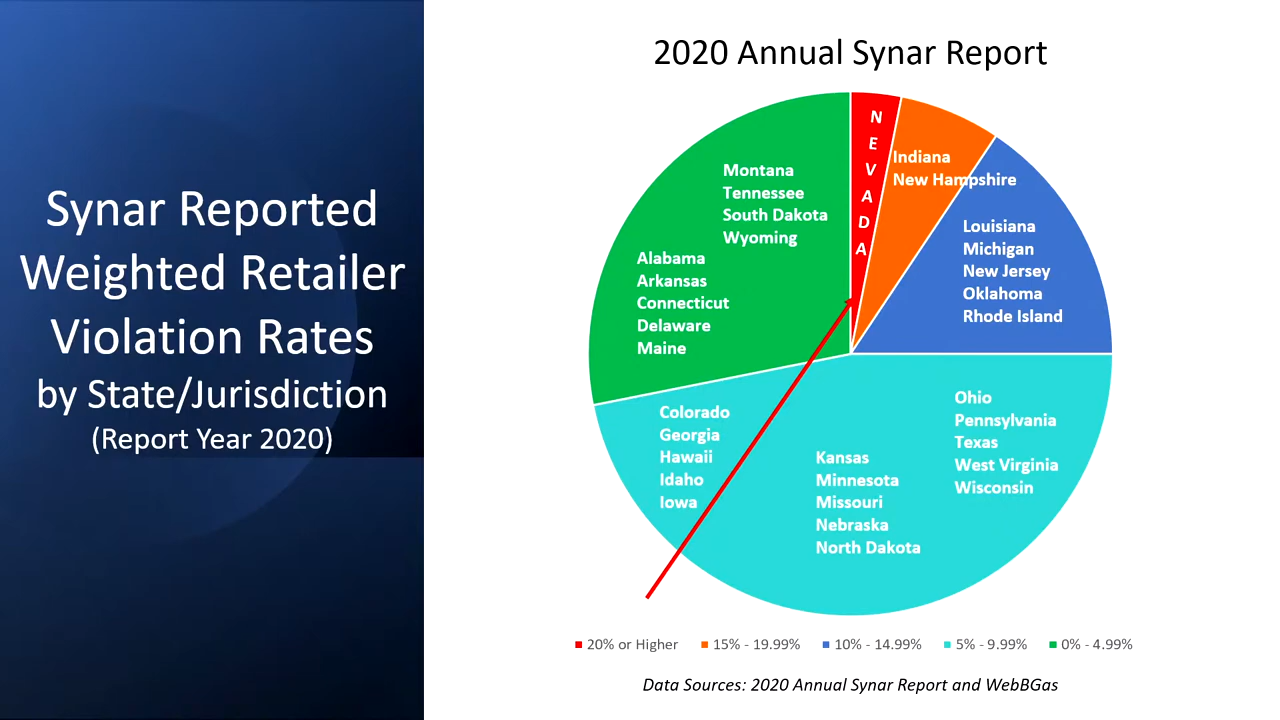 Synar Reported
Weighted Retailer
Violation Rates
by State/Jurisdiction
(Report Year 2020)
2020 Annual Synar Report
NEVADA
Indiana
New Hampshire
Louisiana
Michigan
New Jersey
Oklahoma
Rhode Island
Ohio
Pennsylvania
Texas
West Virginia
Wisconsin
Kansas
Minnesota
Missouri
Nebraska
North Dakota
Colorado
Georgia
Hawaii
Idaho
Iowa
Alabama
Arkansas
Connecticut
Delaware
Maine
Montana
Tennessee
South Dakota
Wyoming
20% or Higher
15% - 19.99%
10% - 14.99%
5% - 9.99%
0% - 4.99%
Data Sources: 2020 Annual Synar Report and WebBGas